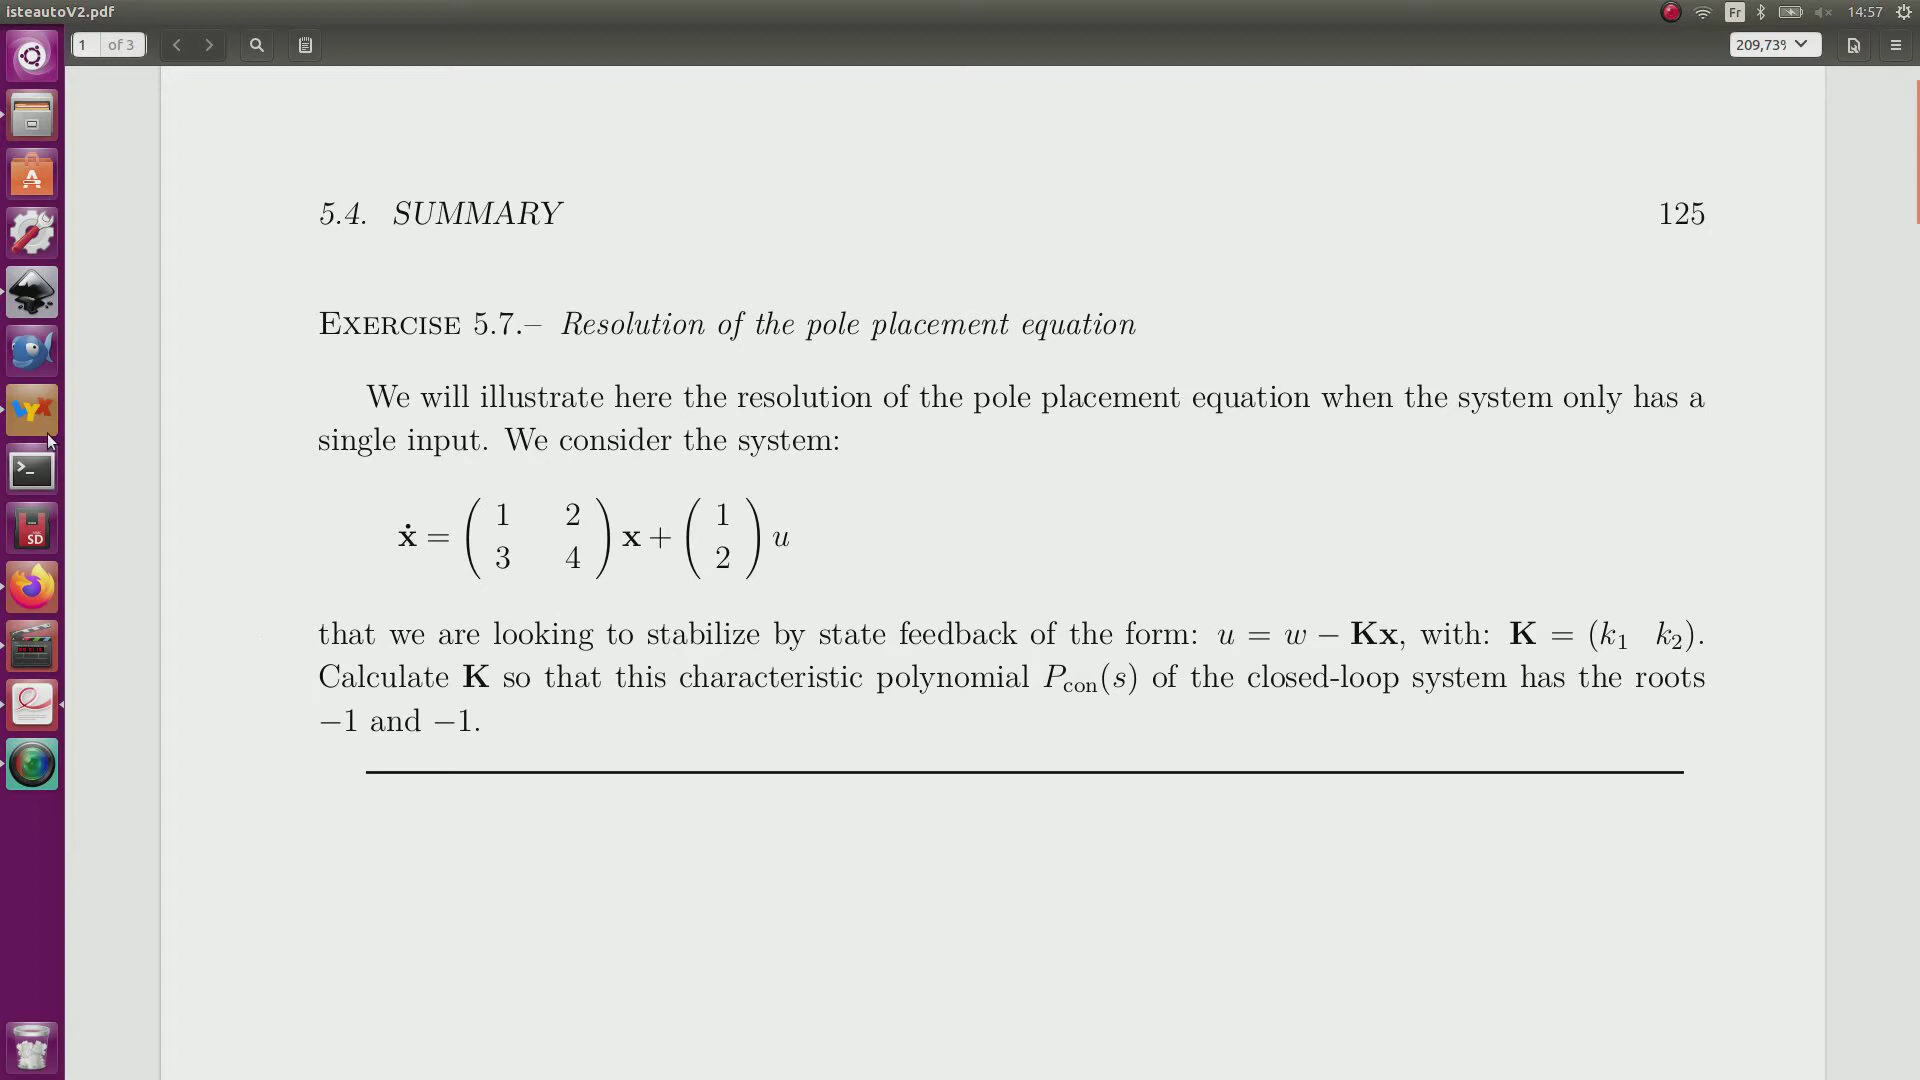 isteautoV2.pdf
Fr
14:57
1 of 3
209,73%
5.4. SUMMARY 125
EXERCISE 5.7.– Resolution of the pole placement equation
We will illustrate here the resolution of the pole placement equation when the system only has a
single input. We consider the system:
ẋ = ( 1 2 ; 3 4 ) x + ( 1 ; 2 ) u
that we are looking to stabilize by state feedback of the form: u = w − Kx, with: K = (k₁ k₂).
Calculate K so that this characteristic polynomial P_con(s) of the closed-loop system has the roots
−1 and −1.
LyX
>_
SD